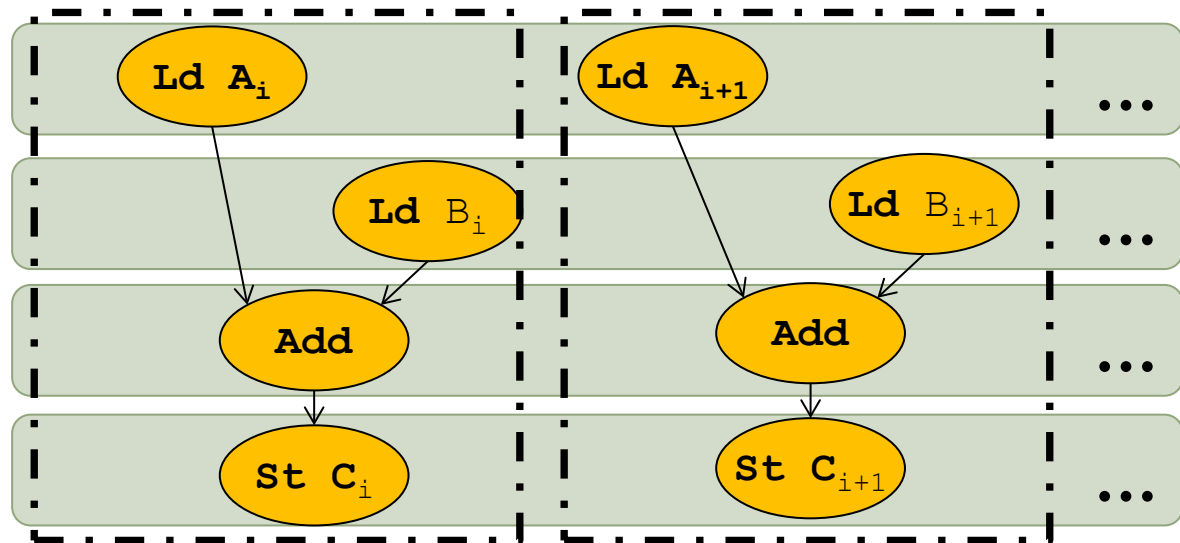 Ld Aᵢ Ld Aᵢ₊₁ ...
Ld Bᵢ Ld Bᵢ₊₁ ...
Add Add ...
St Cᵢ St Cᵢ₊₁ ...